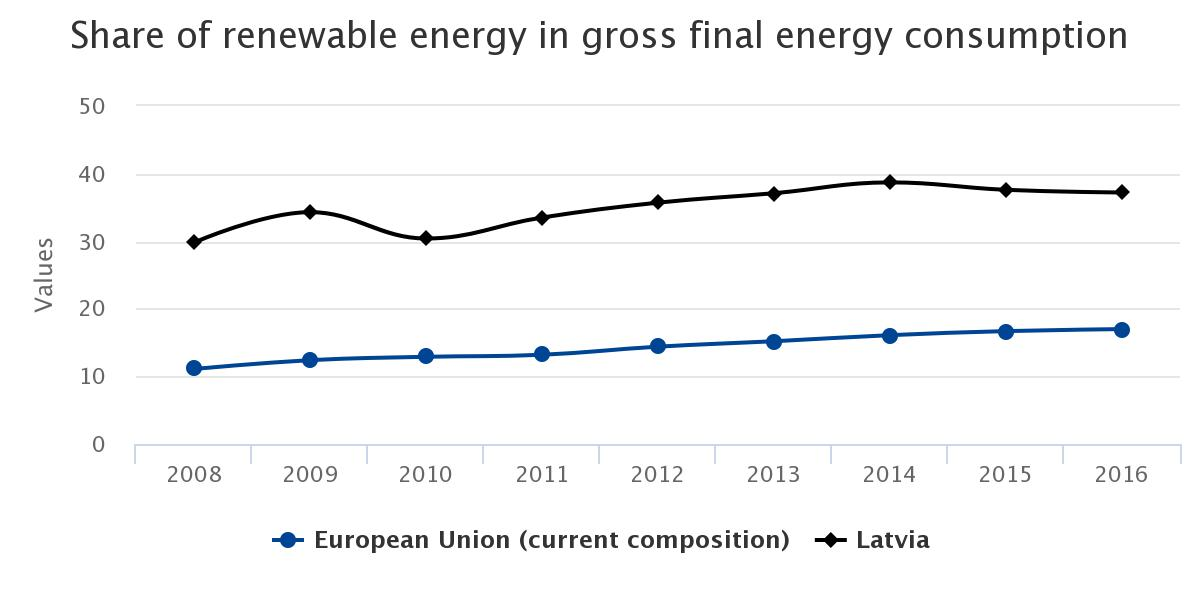 Share of renewable energy in gross final energy consumption
50
40
30
20
10
0
Values
2008 2009 2010 2011 2012 2013 2014 2015 2016
European Union (current composition) Latvia